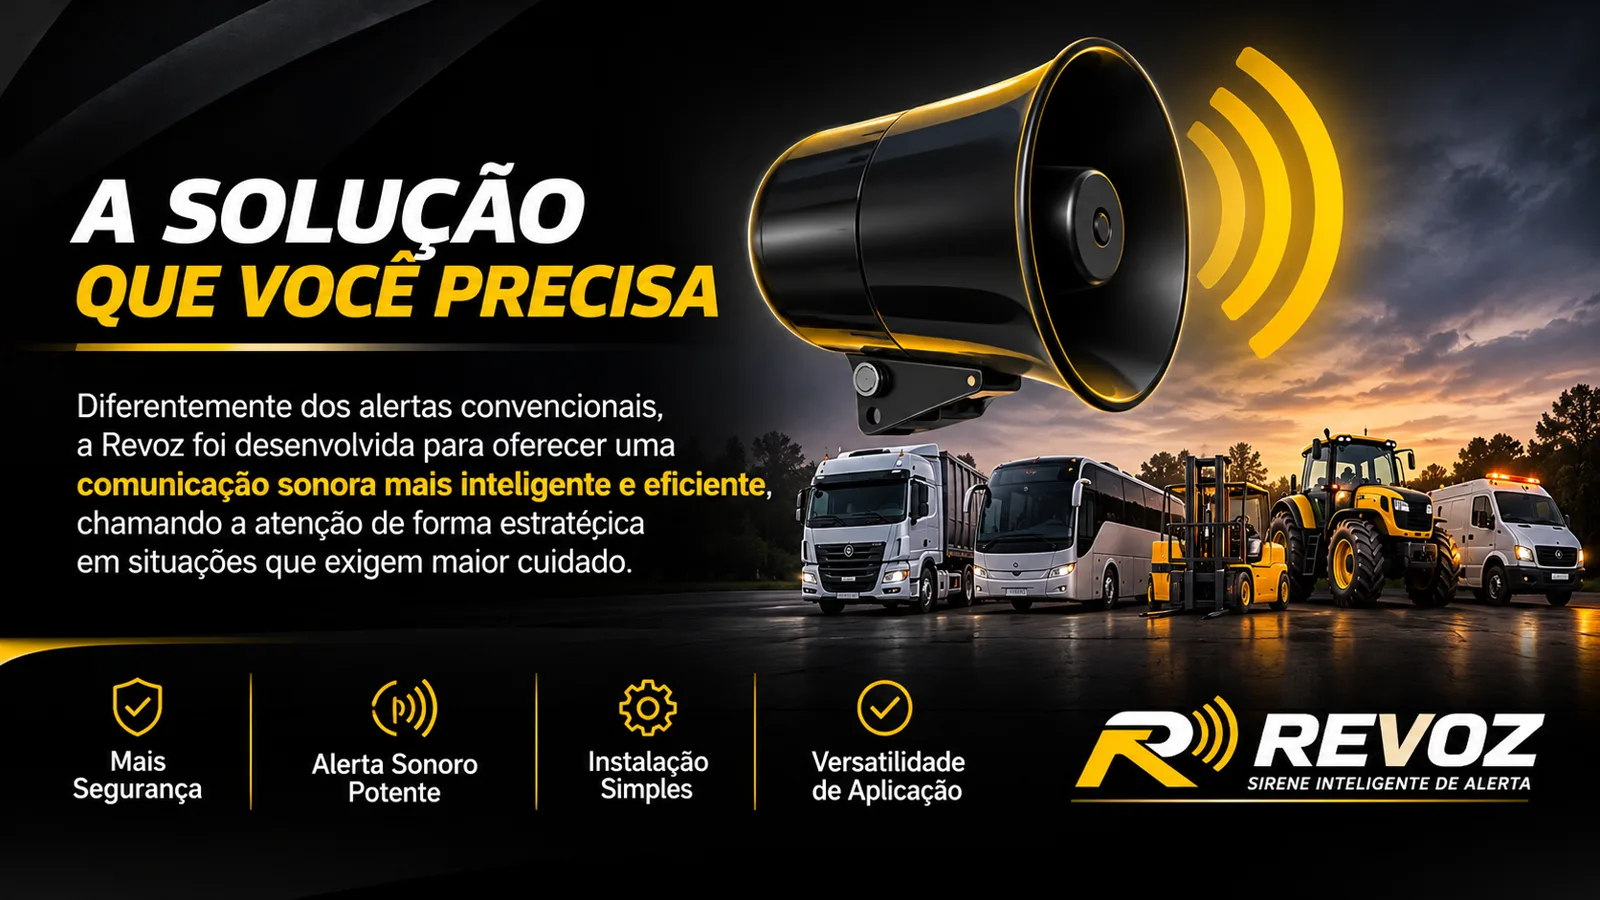 A SOLUÇÃO
QUE VOCÊ PRECISA
Diferentemente dos alertas convencionais,
a Revoz foi desenvolvida para oferecer uma
comunicação sonora mais inteligente e eficiente,
chamando a atenção de forma estratéçica
em situações que exigem maior cuidado.
Mais
Segurança
Alerta Sonoro
Potente
Instalação
Simples
Versatilidade
de Aplicação
REVOZ
SIRENE INTELIGENTE DE ALERTA